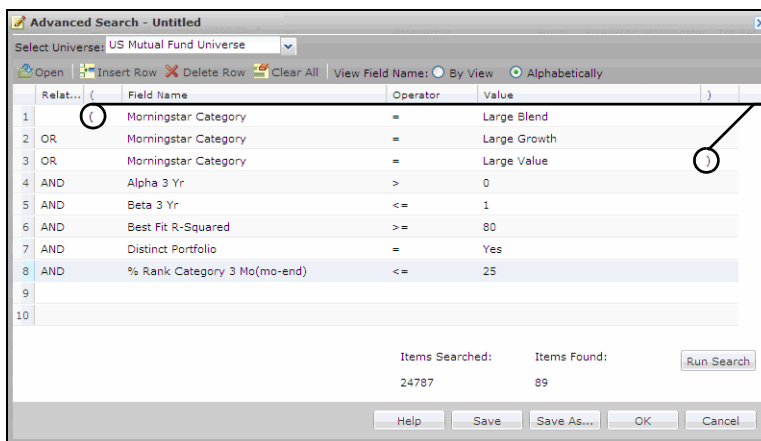 Advanced Search - Untitled
Select Universe: US Mutual Fund Universe
Open Insert Row Delete Row Clear All View Field Name: By View Alphabetically
Relat... ( Field Name Operator Value )
1 ( Morningstar Category = Large Blend
2 OR Morningstar Category = Large Growth
3 OR Morningstar Category = Large Value )
4 AND Alpha 3 Yr > 0
5 AND Beta 3 Yr <= 1
6 AND Best Fit R-Squared >= 80
7 AND Distinct Portfolio = Yes
8 AND % Rank Category 3 Mo(mo-end) <= 25
9
10
Items Searched: Items Found: Run Search
24787 89
Help Save Save As... OK Cancel